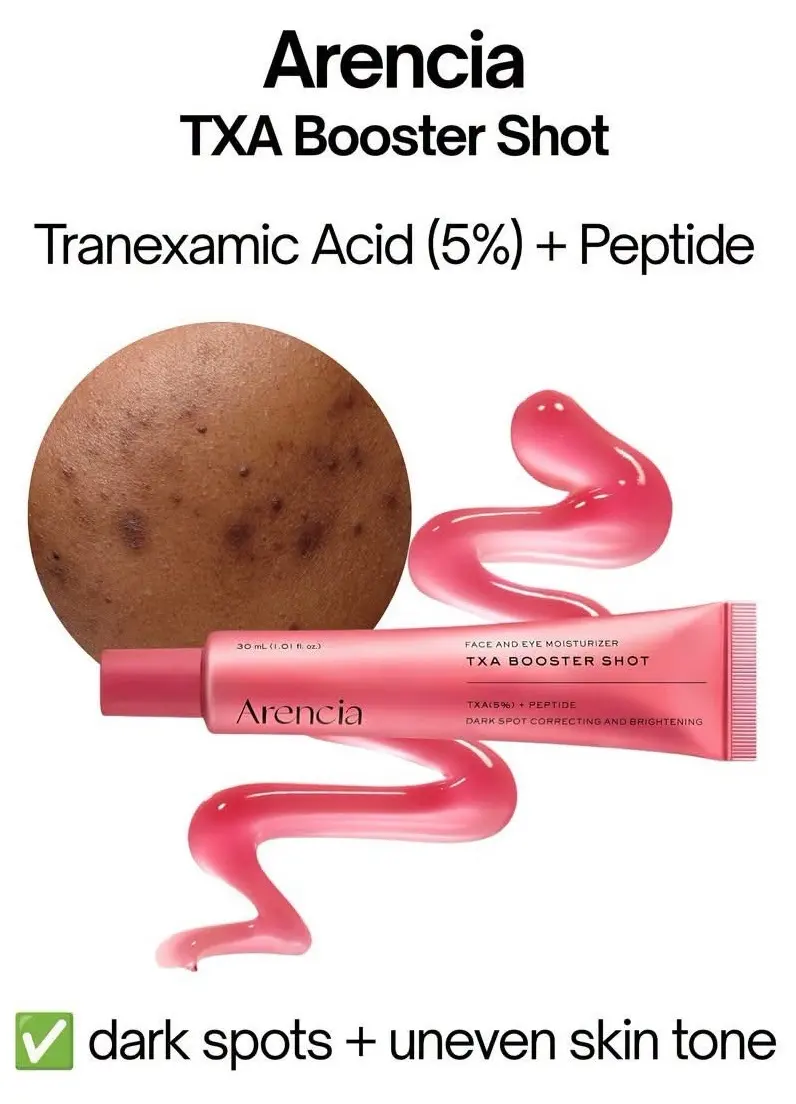 Arencia
TXA Booster Shot
Tranexamic Acid (5%) + Peptide
30 mL (1.01 fl. oz.)
Arencia
FACE AND EYE MOISTURIZER
TXA BOOSTER SHOT
TXA(5%) + PEPTIDE
DARK SPOT CORRECTING AND BRIGHTENING
✅ dark spots + uneven skin tone